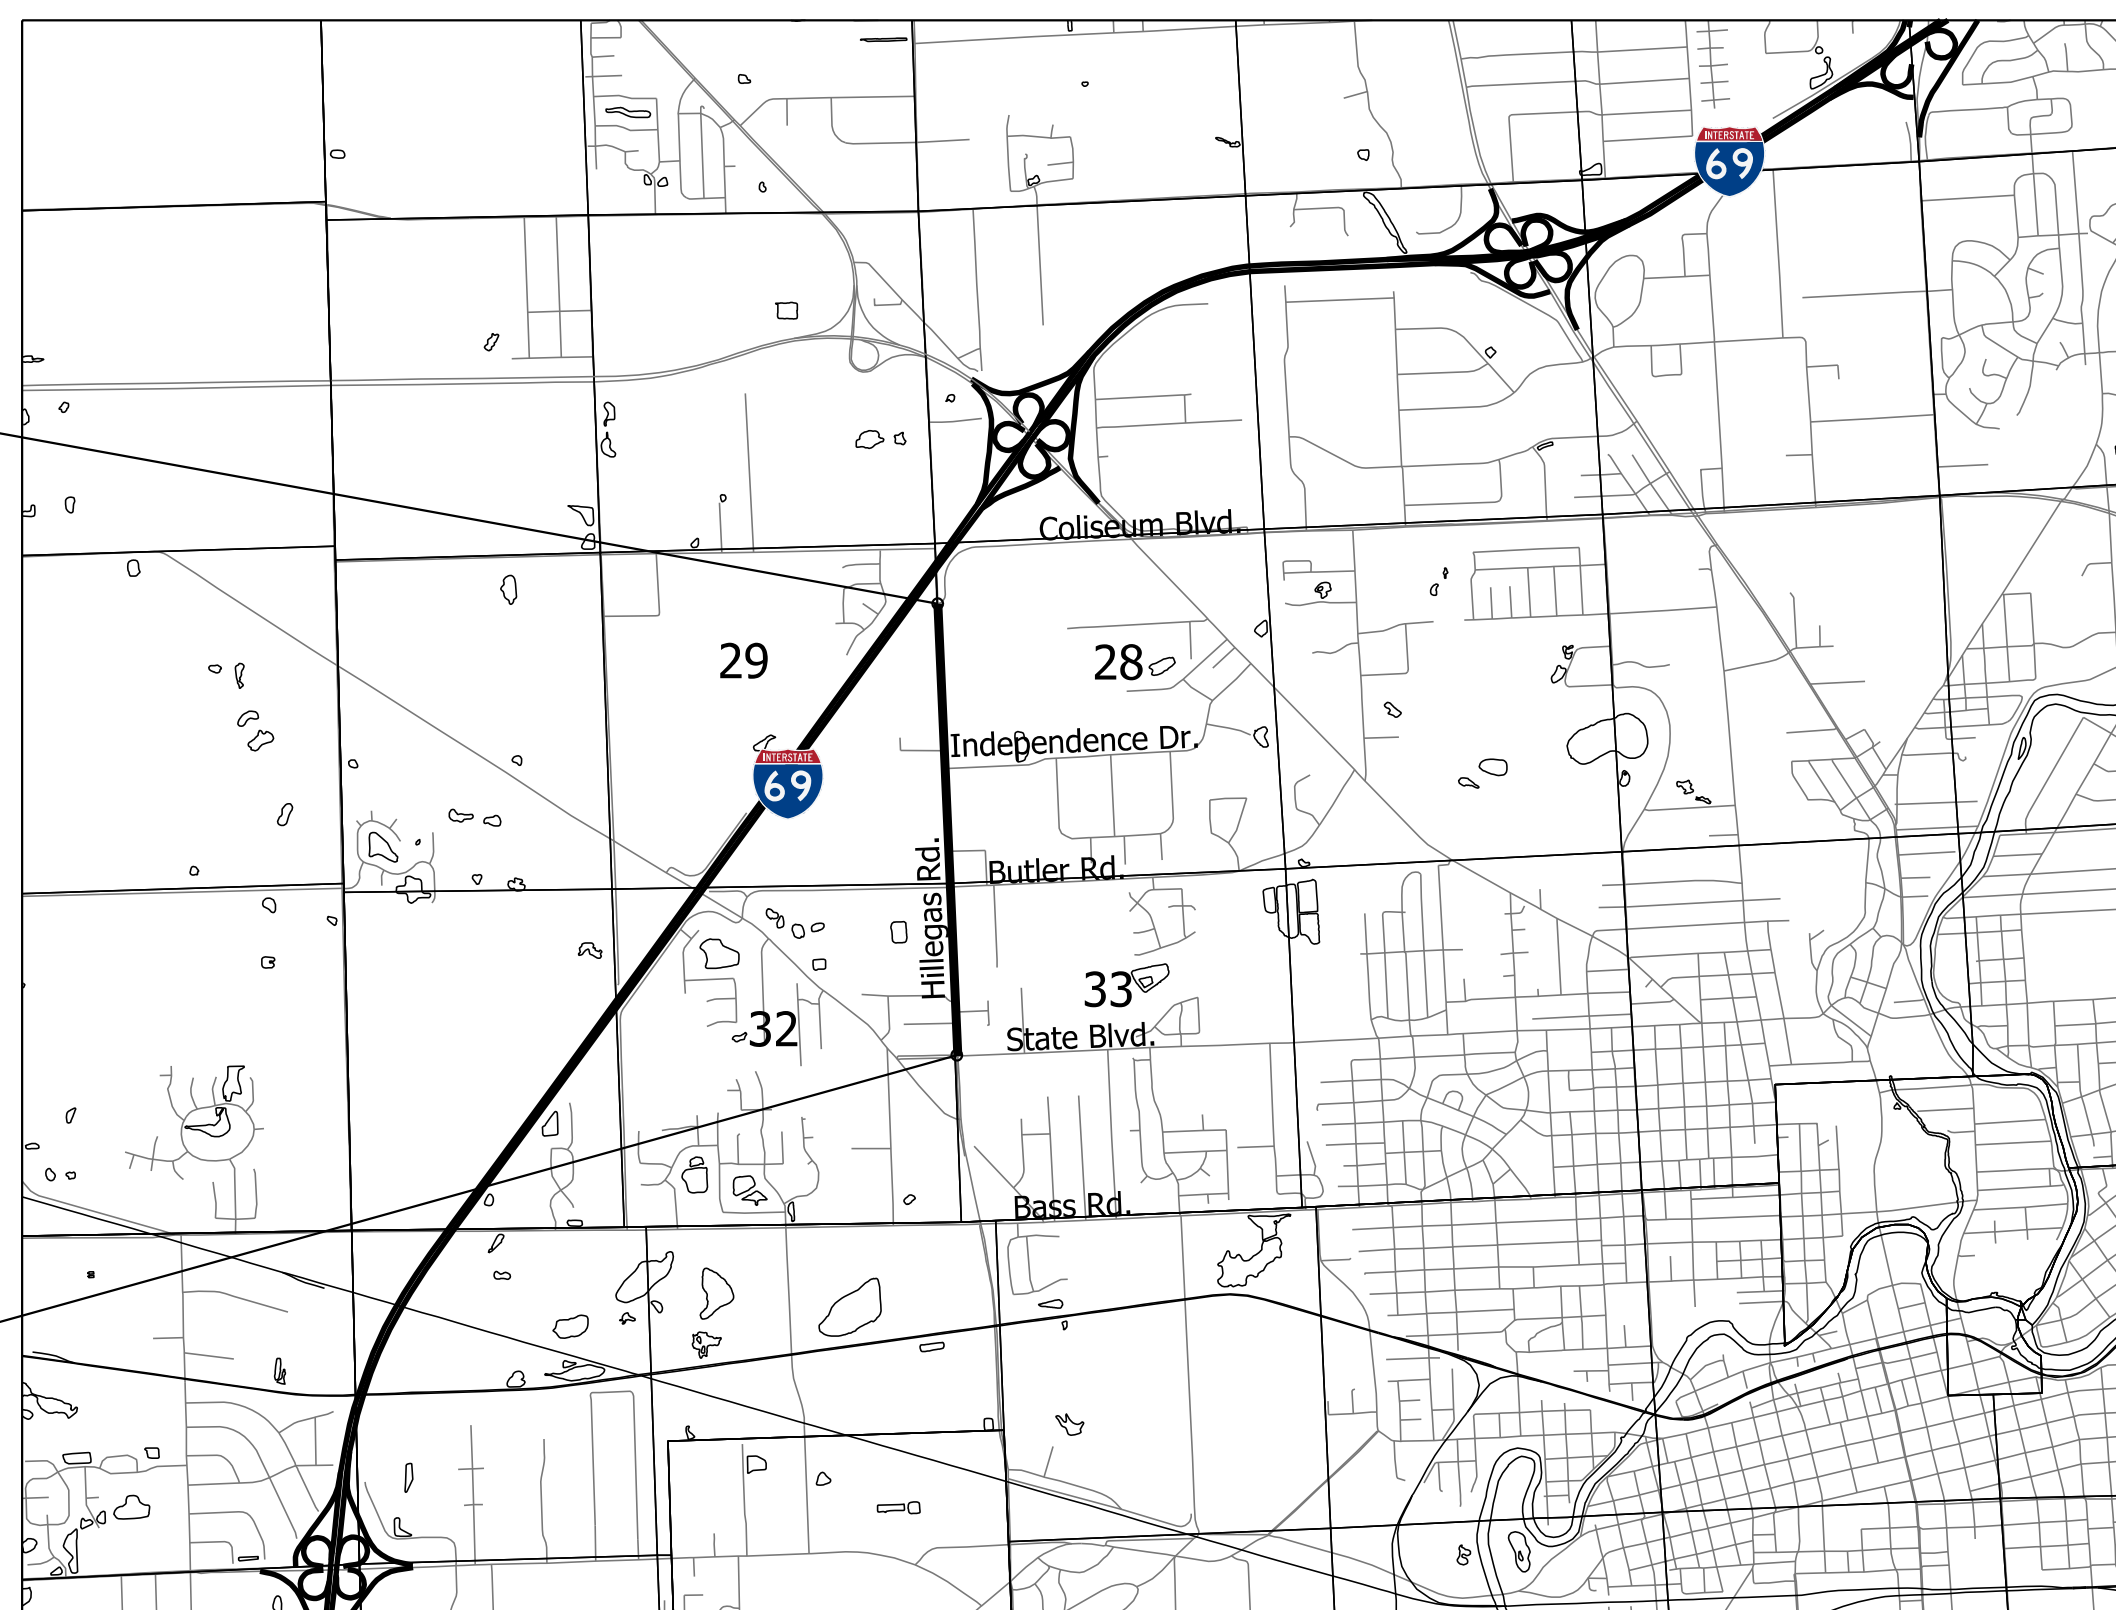 INTERSTATE
69
Coliseum Blvd.
29
28
Independence Dr.
INTERSTATE
69
Hillegas Rd.
Butler Rd.
33
32
State Blvd.
Bass Rd.